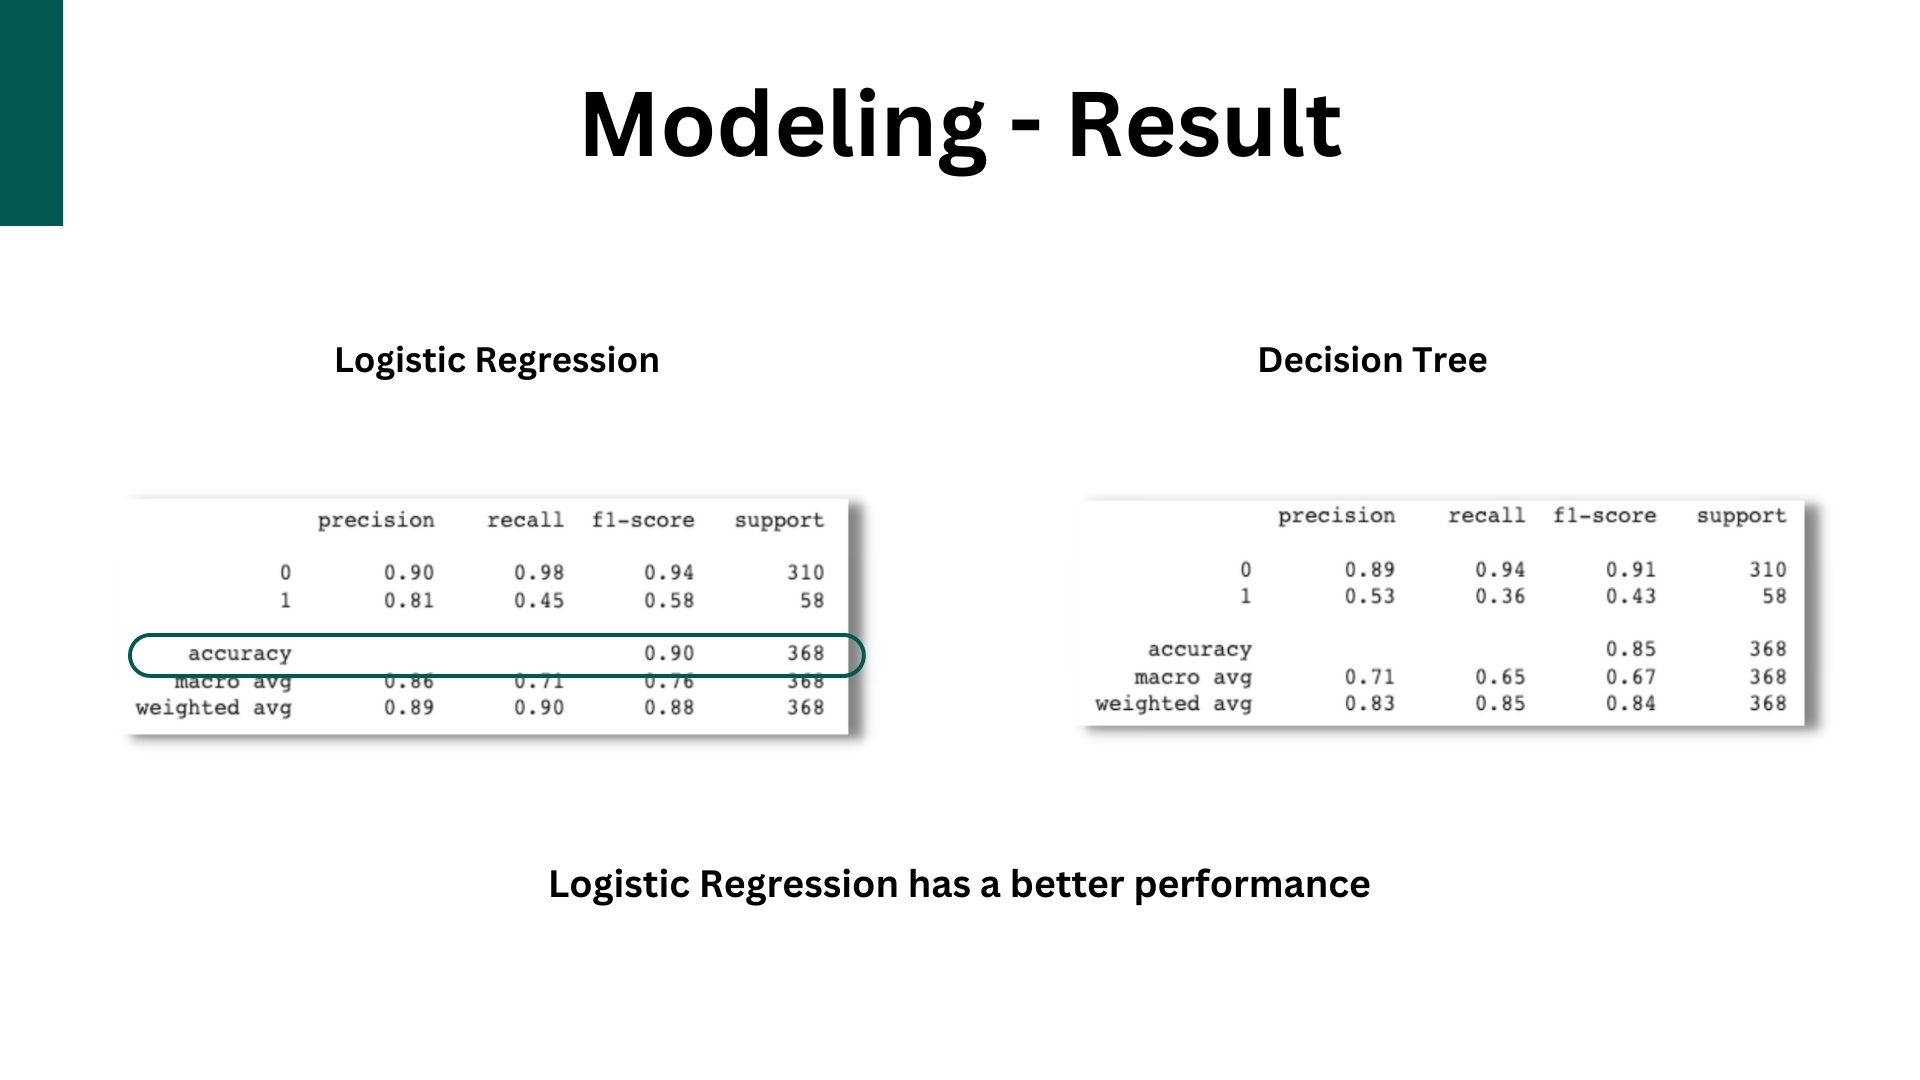 Modeling - Result
Logistic Regression
precision recall f1-score support
0 0.90 0.98 0.94 310
1 0.81 0.45 0.58 58
accuracy 0.90 368
macro avg 0.86 0.71 0.76 368
weighted avg 0.89 0.90 0.88 368
Decision Tree
precision recall f1-score support
0 0.89 0.94 0.91 310
1 0.53 0.36 0.43 58
accuracy 0.85 368
macro avg 0.71 0.65 0.67 368
weighted avg 0.83 0.85 0.84 368
Logistic Regression has a better performance